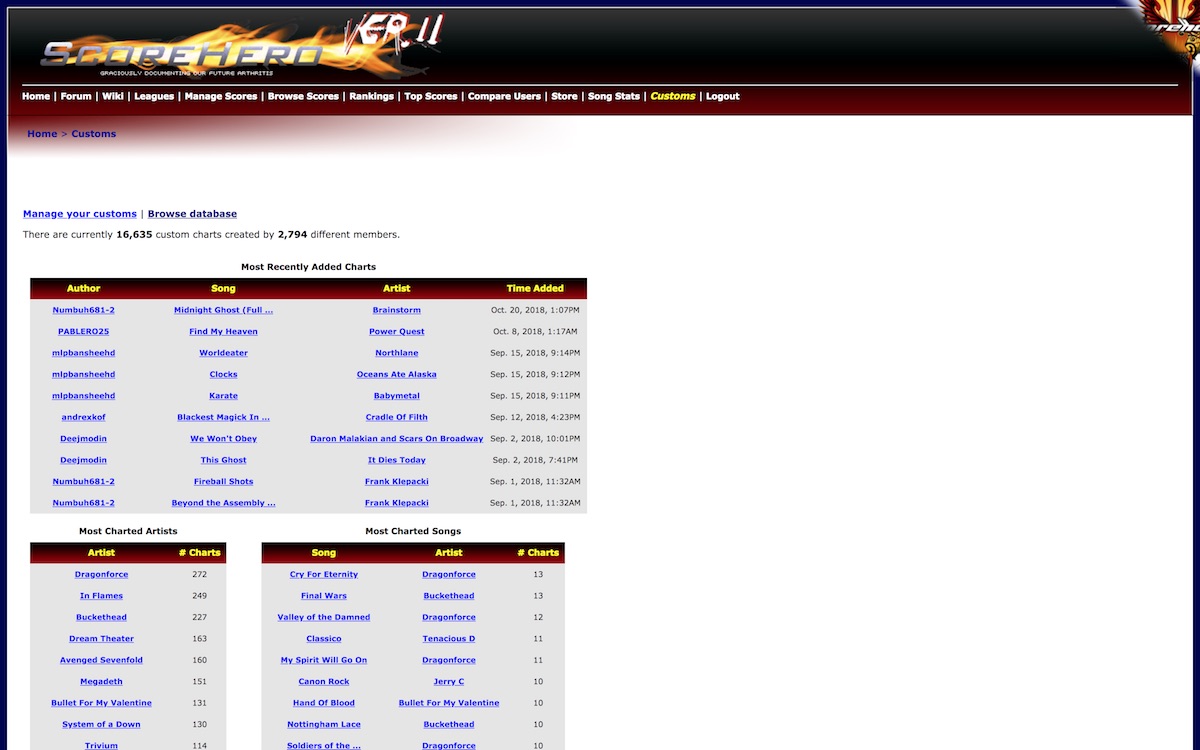 SCOREHERO VER.11
GRACIOUSLY DOCUMENTING OUR FUTURE ARTHRITIS
Home | Forum | Wiki | Leagues | Manage Scores | Browse Scores | Rankings | Top Scores | Compare Users | Store | Song Stats | Customs | Logout
Home > Customs
Manage your customs | Browse database
There are currently 16,635 custom charts created by 2,794 different members.
Most Recently Added Charts
Author Song Artist Time Added
Numbuh681-2 Midnight Ghost (Full ... Brainstorm Oct. 20, 2018, 1:07PM
PABLERO25 Find My Heaven Power Quest Oct. 8, 2018, 1:17AM
mlpbansheehd Worldeater Northlane Sep. 15, 2018, 9:14PM
mlpbansheehd Clocks Oceans Ate Alaska Sep. 15, 2018, 9:12PM
mlpbansheehd Karate Babymetal Sep. 15, 2018, 9:11PM
andrexkof Blackest Magick In ... Cradle Of Filth Sep. 12, 2018, 4:23PM
Deejmodin We Won't Obey Daron Malakian and Scars On Broadway Sep. 2, 2018, 10:01PM
Deejmodin This Ghost It Dies Today Sep. 2, 2018, 7:41PM
Numbuh681-2 Fireball Shots Frank Klepacki Sep. 1, 2018, 11:32AM
Numbuh681-2 Beyond the Assembly ... Frank Klepacki Sep. 1, 2018, 11:32AM
Most Charted Artists
Artist # Charts
Dragonforce 272
In Flames 249
Buckethead 227
Dream Theater 163
Avenged Sevenfold 160
Megadeth 151
Bullet For My Valentine 131
System of a Down 130
Trivium 114
Most Charted Songs
Song Artist # Charts
Cry For Eternity Dragonforce 13
Final Wars Buckethead 13
Valley of the Damned Dragonforce 12
Classico Tenacious D 11
My Spirit Will Go On Dragonforce 11
Canon Rock Jerry C 10
Hand Of Blood Bullet For My Valentine 10
Nottingham Lace Buckethead 10
Soldiers of the ... Dragonforce 10